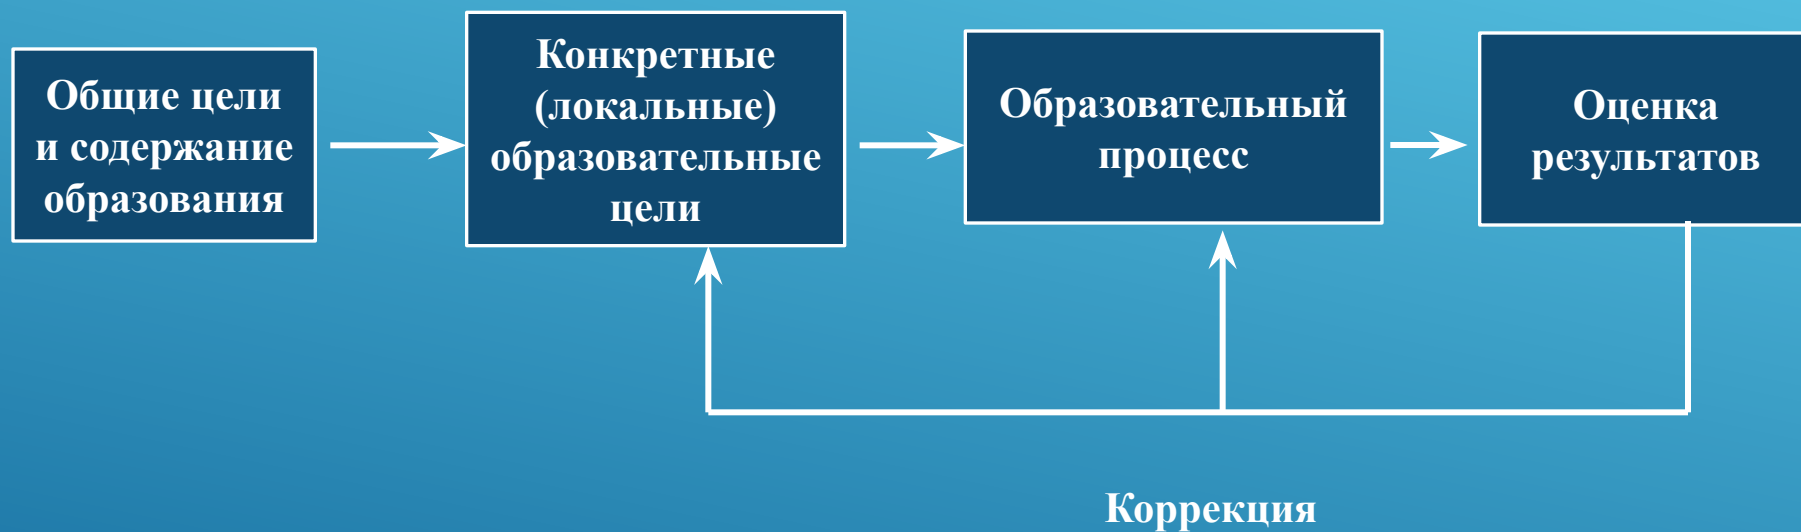 Общие цели
и содержание
образования
Конкретные
(локальные)
образовательные
цели
Образовательный
процесс
Оценка
результатов
Коррекция